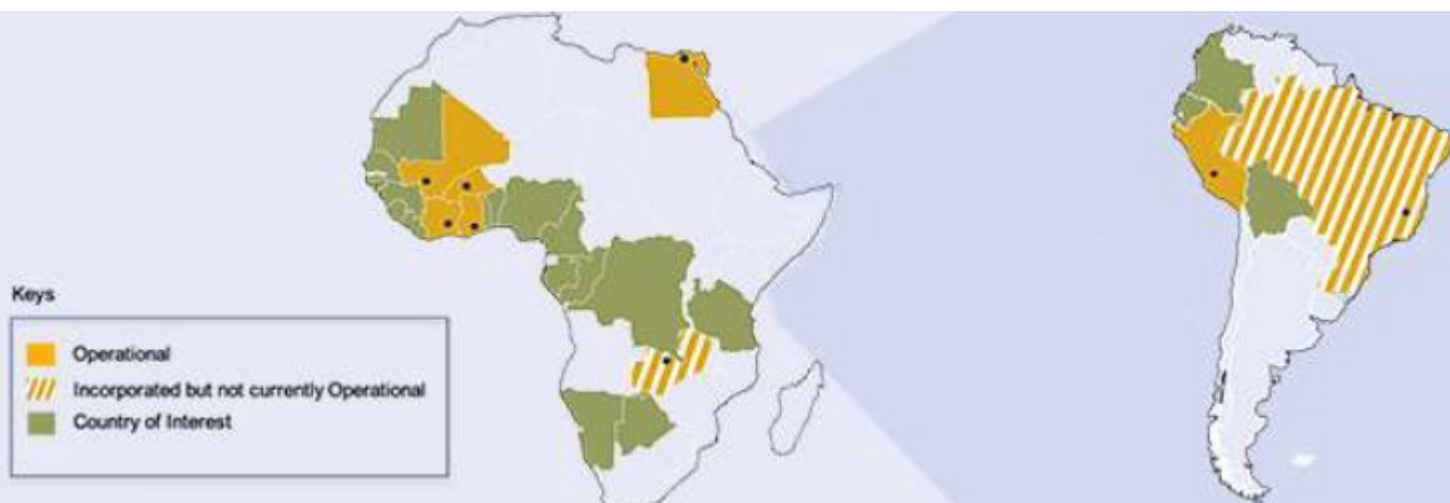 Keys
Operational
Incorporated but not currently Operational
Country of Interest